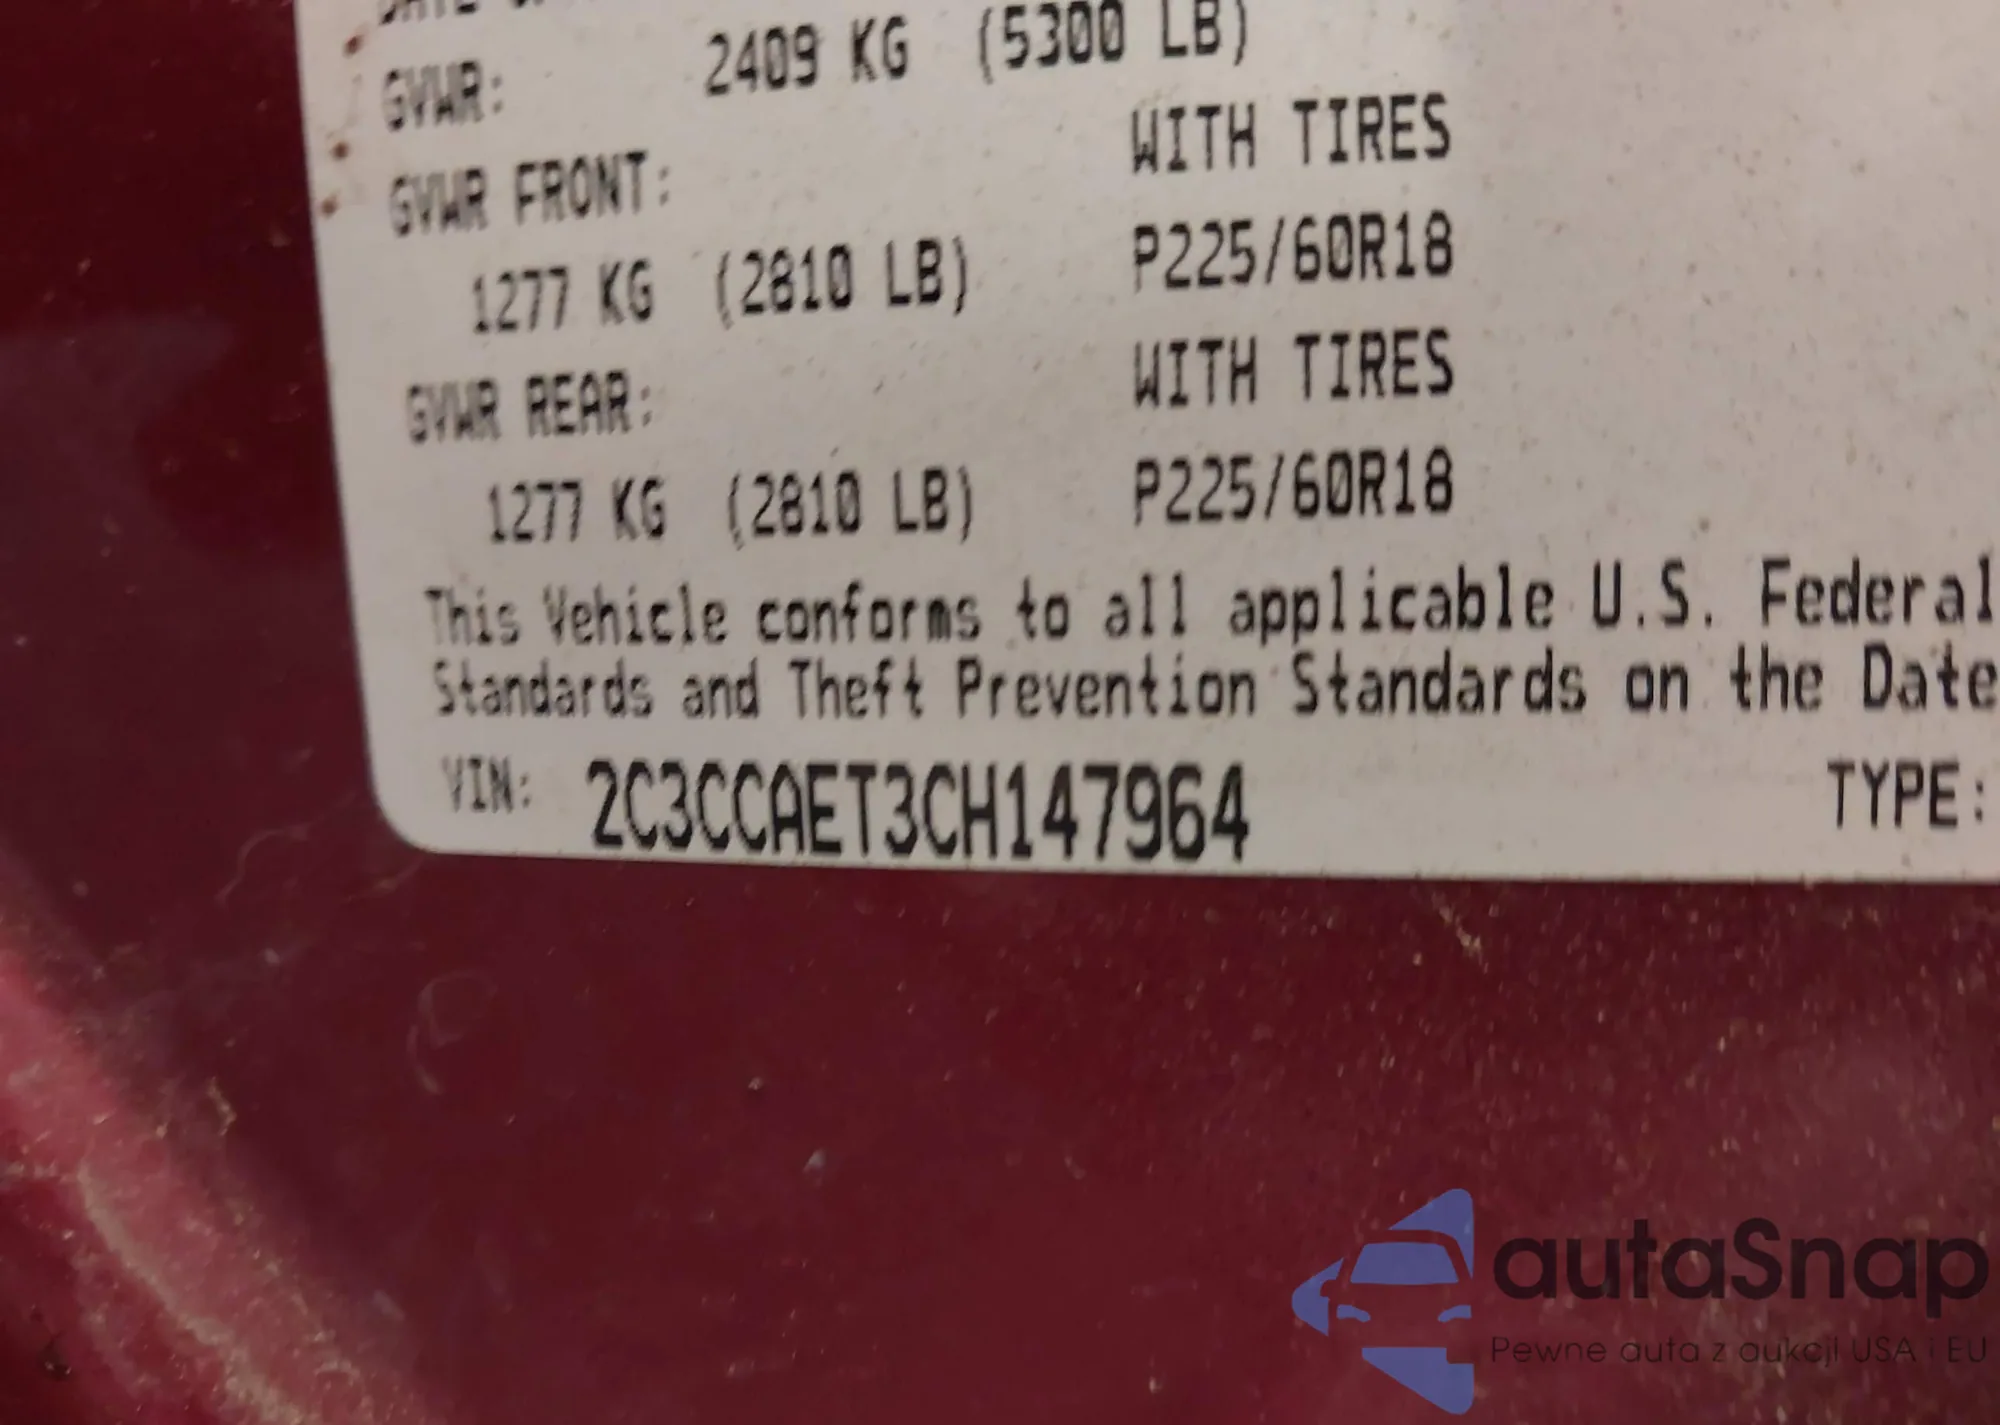 GVWR: 2409 KG (5300 LB)
GVWR FRONT: WITH TIRES
1277 KG (2810 LB) P225/60R18
GVWR REAR: WITH TIRES
1277 KG (2810 LB) P225/60R18
This Vehicle conforms to all applicable U.S. Federal
Standards and Theft Prevention Standards on the Date
VIN: 2C3CCAET3CH147964 TYPE:
autaSnap
Pewne auta z aukcji USA i EU